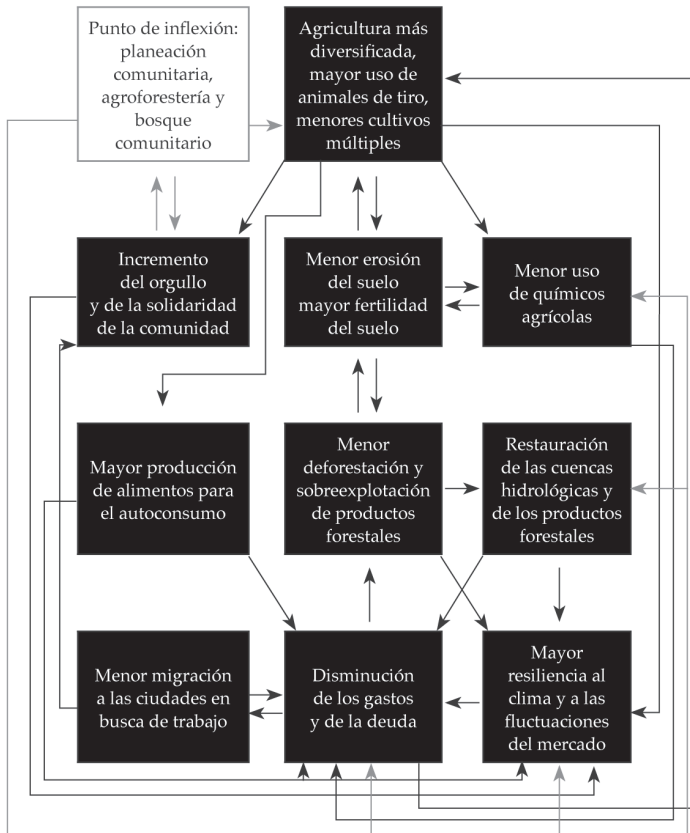 Punto de inflexión:
planeación
comunitaria,
agroforestería y
bosque
comunitario
Agricultura más
diversificada,
mayor uso de
animales de tiro,
menores cultivos
múltiples
Incremento
del orgullo
y de la solidaridad
de la comunidad
Menor erosión
del suelo
mayor fertilidad
del suelo
Menor uso
de químicos
agrícolas
Mayor producción
de alimentos para
el autoconsumo
Menor
deforestación y
sobreexplotación
de productos
forestales
Restauración
de las cuencas
hidrológicas y
de los productos
forestales
Menor migración
a las ciudades en
busca de trabajo
Disminución
de los gastos
y de la deuda
Mayor
resiliencia al
clima y a las
fluctuaciones
del mercado